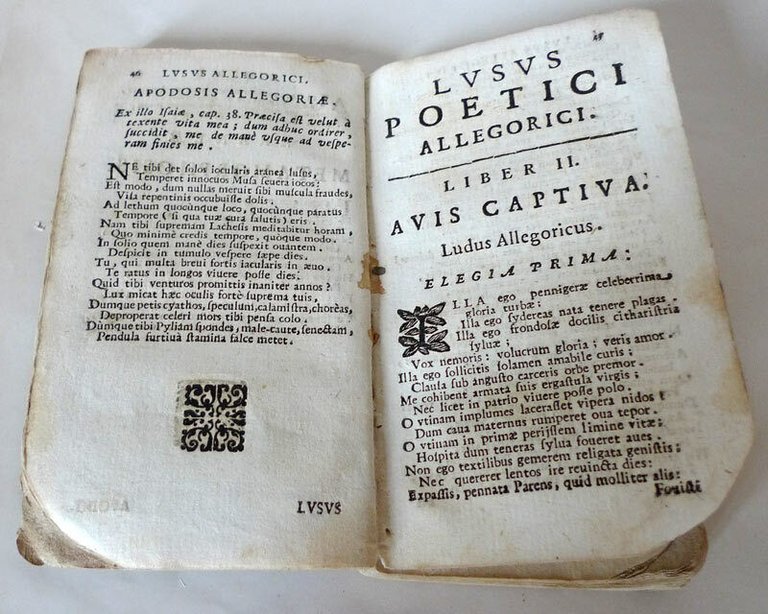 46 LVSVS ALLEGORICI.
APODOSIS ALLEGORIÆ.
Ex illo Isaiæ, cap. 38. Præcisa est velut à
texente vita mea; dum adhuc ordirer,
succidit, me de manè vsque ad vespe-
ram finies me.
NE tibi det solos iocularis aránea lusus,
Temperet innocuos Musa seuera iocos:
Est modo, dum nullas meruit sibi muscula fraudes,
Visa repentinis occubuisse dolis.
Ad lethum quocùnque loco, quocùnque paratus
Tempore (si qua tuæ cura salutis) eris.
Nam tibi supremam Lachesis meditabitur horam,
Quo minimè credis tempore, quòque modo.
In solio quem manè dies suspexit ouantem.
Despicit in tumulo vespere sæpe dies.
Tu, qui multa breui fortis iacularis in æuo.
Te ratus in longos viuere posse dies:
Quid tibi venturos promittis inaniter annos?
Lux micat hæc oculis fortè suprema tuis,
Dumque petis cyathos, speculum, calamistra, chorèas,
Deproperat celeri mors tibi pensa colo.
Dùmque tibi Pyliam spondes, male-caute, senectam,
Pendula furtiuâ stamina falce metet.
LVSVS
LVSVS
POETICI
ALLEGORICI.
LIBER II.
AVIS CAPTIVA.
Ludus Allegoricus.
ELEGIA PRIMA:
ILLA ego pennigeræ celeberrima
gloria turbæ:
Illa ego sydereas nata tenere plagas.
Illa ego frondosæ docilis citharistria
syluæ;
Vox nemoris: volucrum gloria; veris amor.
Illa ego sollicitis solamen amabile curis;
Clausa sub angusto carceris orbe premor.
Me cohibent armata suis ergastula virgis;
Nec licet in patrio viuere posse polo.
O vtinam implumes lacerasset vipera nidos!
Dum caua maternus rumperet oua tepor.
O vtinam in primæ perijssem limine vitæ;
Hospita dum teneras sylua foueret aues.
Non ego textilibus gemerem religata genistis;
Nec quererer lentos ire reuincta dies:
Expassis, pennata Parens, quid molliter alis:
Fouisti